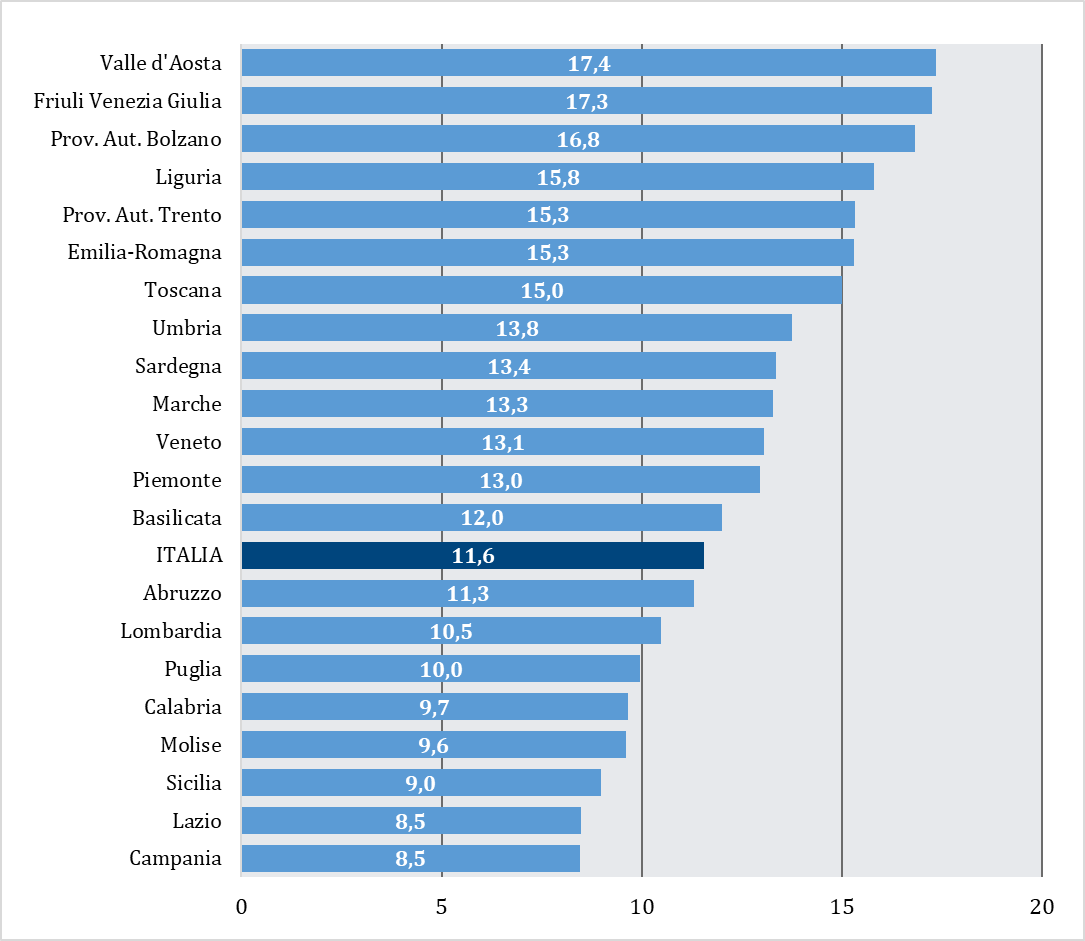 Valle d'Aosta 17,4
Friuli Venezia Giulia 17,3
Prov. Aut. Bolzano 16,8
Liguria 15,8
Prov. Aut. Trento 15,3
Emilia-Romagna 15,3
Toscana 15,0
Umbria 13,8
Sardegna 13,4
Marche 13,3
Veneto 13,1
Piemonte 13,0
Basilicata 12,0
ITALIA 11,6
Abruzzo 11,3
Lombardia 10,5
Puglia 10,0
Calabria 9,7
Molise 9,6
Sicilia 9,0
Lazio 8,5
Campania 8,5
0 5 10 15 20